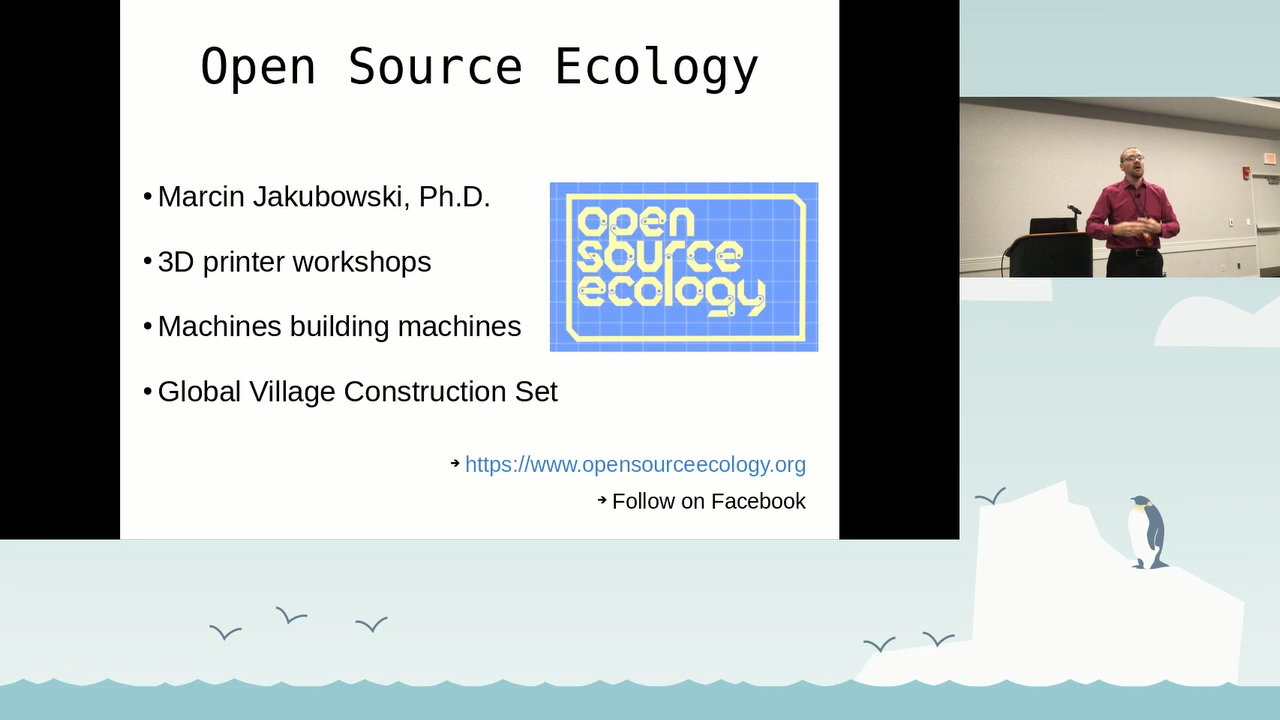 Open Source Ecology
• Marcin Jakubowski, Ph.D.
• 3D printer workshops
• Machines building machines
• Global Village Construction Set
open
source
ecology
➔ https://www.opensourceecology.org
➔ Follow on Facebook